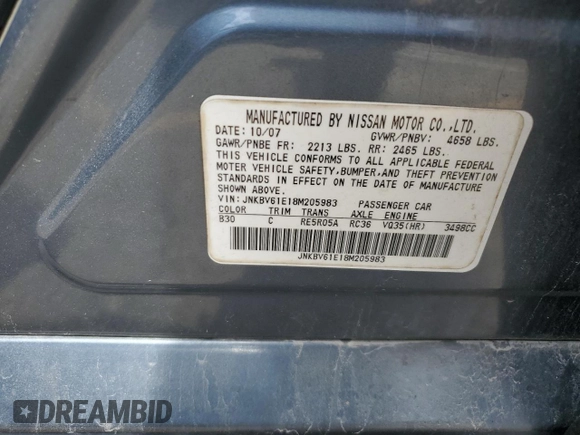 MANUFACTURED BY NISSAN MOTOR CO.,LTD.
DATE: 10/07 GVWR/PNBV: 4658 LBS.
GAWR/PNBE FR: 2213 LBS. RR: 2465 LBS.
THIS VEHICLE CONFORMS TO ALL APPLICABLE FEDERAL
MOTOR VEHICLE SAFETY,BUMPER,AND THEFT PREVENTION
STANDARDS IN EFFECT ON THE DATE OF MANUFACTURE
SHOWN ABOVE.
VIN: JNKBV61E18M205983 PASSENGER CAR
COLOR TRIM TRANS AXLE ENGINE
B30 C RE5R05A RC36 VQ35(HR) 3498CC
JNKBV61E18M205983
DREAMBID